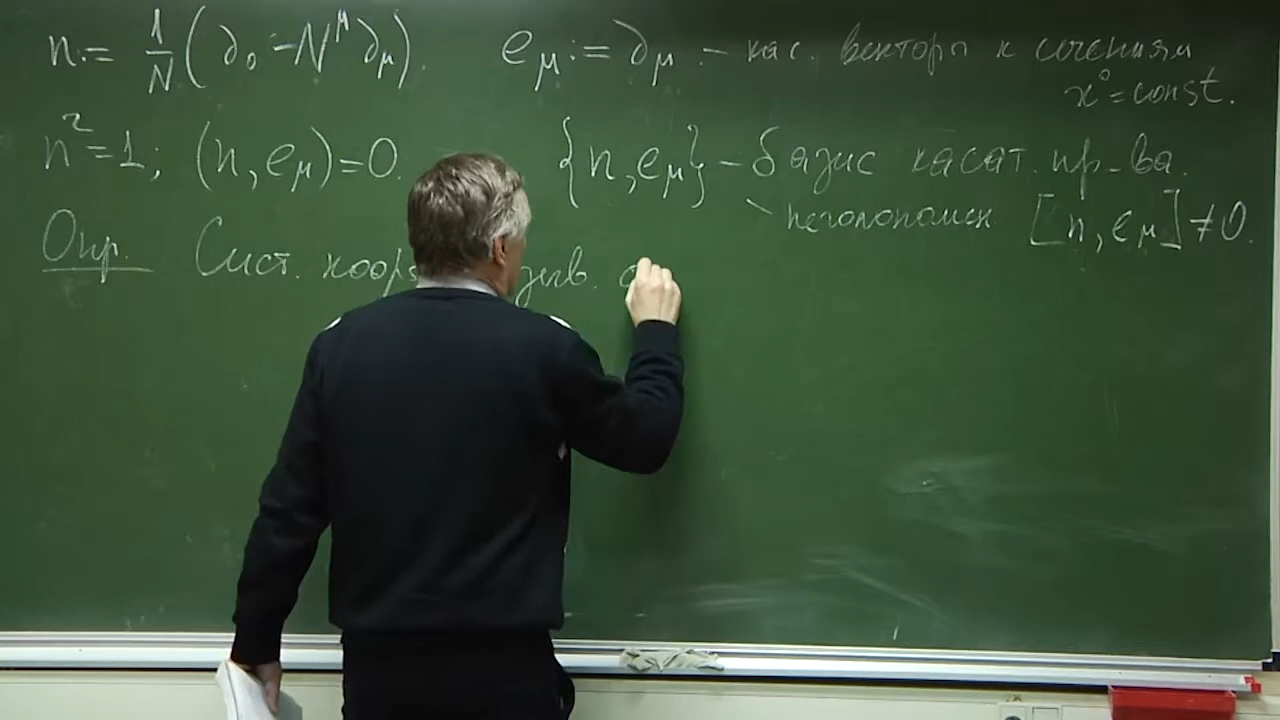 n := 1/N (∂₀ - N^μ ∂_μ). e_μ := ∂_μ - кас. векторы к сечениям
x⁰ = const.
n² = 1; (n, e_μ) = 0. {n, e_μ} - базис касат. пр-ва.
неголономен [n, e_μ] ≠ 0.
Опр. Сист. коорд